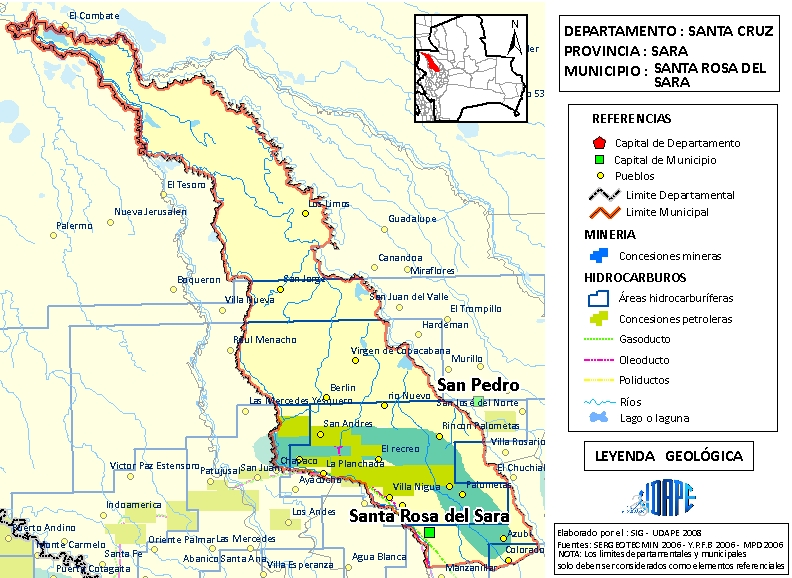 El Combate
N
ller
o 53
El Tesoro
Nueva Jerusalen
Palermo
Los Limos
Guadalupe
Canandoa
Miraflores
Boqueron
San Jorge
Villa Nueva
San Juan del Valle
El Trompillo
Hardeman
Raul Menacho
Virgen de Copacabana
Murillo
Berlin
San Pedro
Las Mercedes Yesquero
rio Nuevo
San José del Norte
San Andres
Rincon Palometas
Villa Rosario
El recreo
Victor Paz Estensoro
Patujusal
San Juan
Chapaco
La Planchada
El Chuchial
Ayacucho
Villa Nigua
Palometas
Indoamerica
Los Andes
Santa Rosa del Sara
Puerto Andino
Monte Carmelo
Oriente Palmar
Las Mercedes
Azubi
Santa Fe
Abanico
Santa Ana
Agua Blanca
Colorado
Puerto Cotagata
Villa Esperanza
Manzanillar
DEPARTAMENTO : SANTA CRUZ
PROVINCIA : SARA
MUNICIPIO : SANTA ROSA DEL
SARA
REFERENCIAS
Capital de Departamento
Capital de Municipio
Pueblos
Limite Departamental
Limite Municipal
MINERIA
Concesiones mineras
HIDROCARBUROS
Áreas hidrocarburíferas
Concesiones petroleras
Gasoducto
Oleoducto
Poliductos
Ríos
Lago o laguna
LEYENDA GEOLÓGICA
UDAPE
Elaborado por el : SIG - UDAPE 2008
Fuentes : SERGEOTECMIN 2006 - Y.P.F.B 2006 - MPD 2006
NOTA: Los limites departamentales y municipales
solo deben ser considerados como elementos referenciales